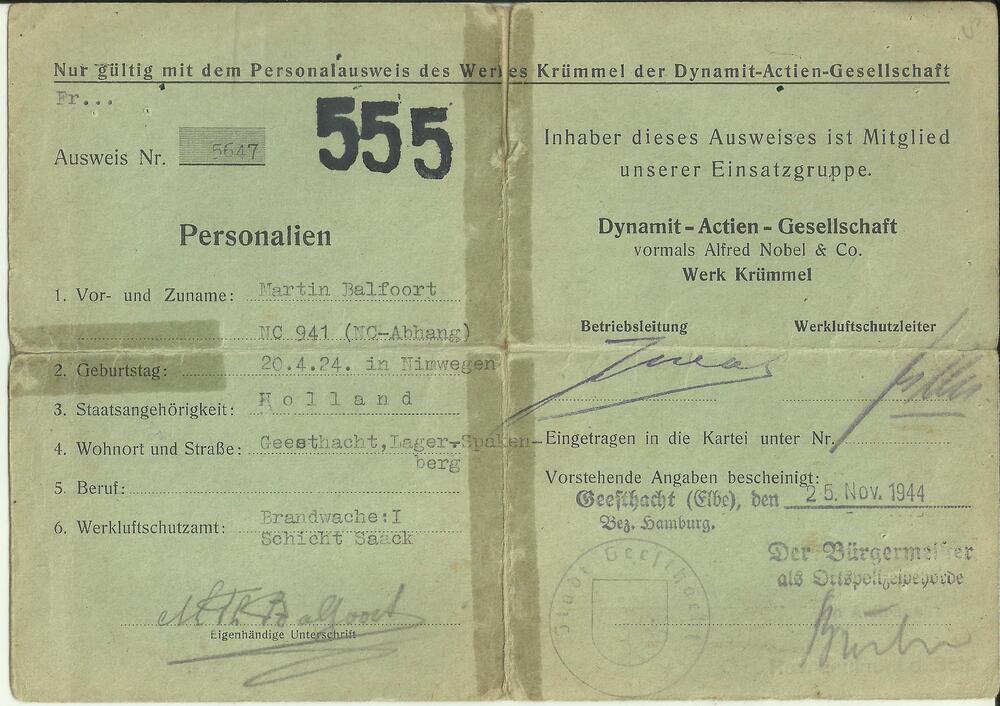 Nur gültig mit dem Personalausweis des Werkes Krümmel der Dynamit-Actien-Gesellschaft
Fr...
Ausweis Nr. 5647
555
Personalien
1. Vor- und Zuname: Martin Balfoort
NC 941 (NC-Abhang)
2. Geburtstag: 20.4.24. in Nimwegen
3. Staatsangehörigkeit: Holland
4. Wohnort und Straße: Geesthacht, Lager-Spaken-
berg
5. Beruf:
6. Werkluftschutzamt: Brandwache: I
Schicht Saack
Eigenhändige Unterschrift
Inhaber dieses Ausweises ist Mitglied
unserer Einsatzgruppe.
Dynamit-Actien-Gesellschaft
vormals Alfred Nobel & Co.
Werk Krümmel
Betriebsleitung Werkluftschutzleiter
Eingetragen in die Kartei unter Nr.
Vorstehende Angaben bescheinigt:
Geesthacht (Elbe), den 25. Nov. 1944
Bez. Hamburg.
Der Bürgermeister
als Ortspolizeibehörde
Stadt Geesthacht